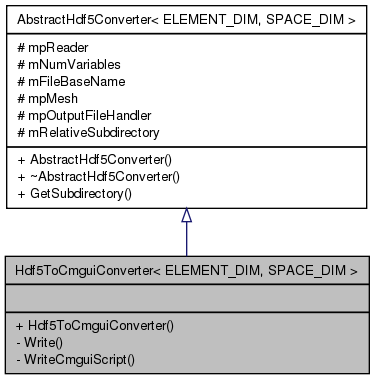 AbstractHdf5Converter< ELEMENT_DIM, SPACE_DIM >
# mpReader
# mNumVariables
# mFileBaseName
# mpMesh
# mpOutputFileHandler
# mRelativeSubdirectory
+ AbstractHdf5Converter()
+ ~AbstractHdf5Converter()
+ GetSubdirectory()
Hdf5ToCmguiConverter< ELEMENT_DIM, SPACE_DIM >
+ Hdf5ToCmguiConverter()
- Write()
- WriteCmguiScript()